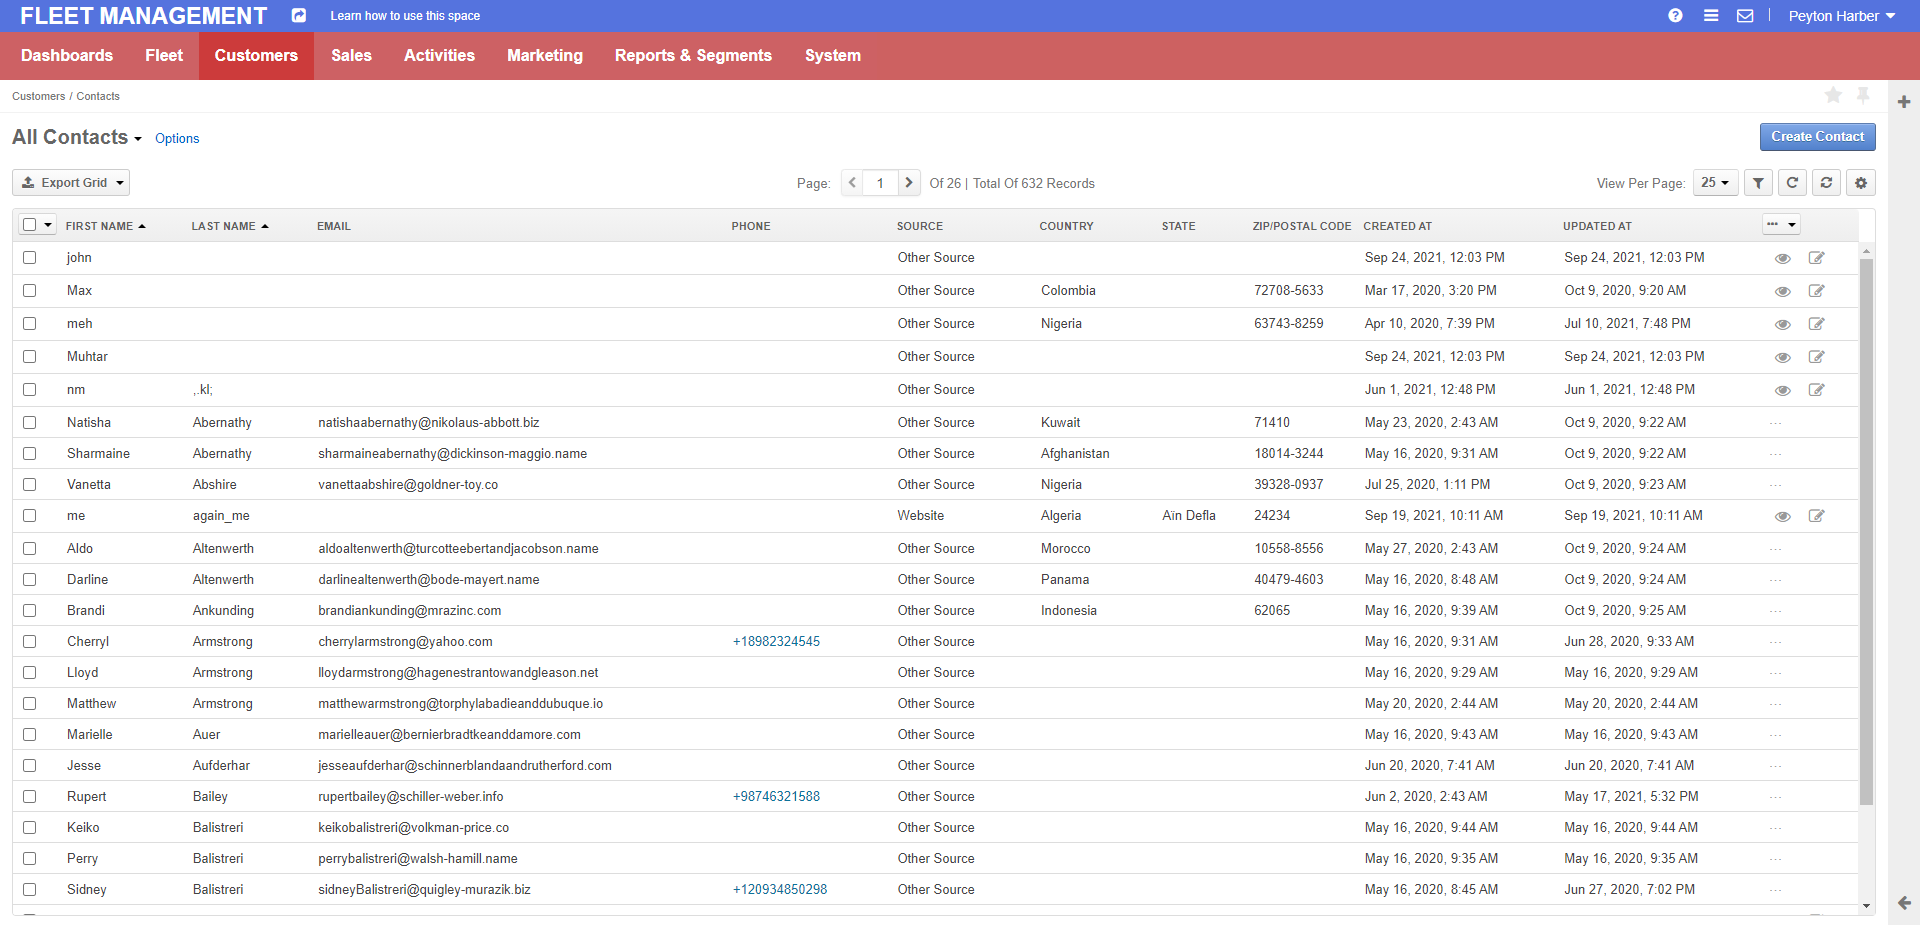 FLEET MANAGEMENT Learn how to use this space Peyton Harber
Dashboards Fleet Customers Sales Activities Marketing Reports & Segments System
Customers / Contacts
All Contacts Options Create Contact
Export Grid Page: 1 Of 26 | Total Of 632 Records View Per Page: 25
FIRST NAME LAST NAME EMAIL PHONE SOURCE COUNTRY STATE ZIP/POSTAL CODE CREATED AT UPDATED AT
john Other Source Sep 24, 2021, 12:03 PM Sep 24, 2021, 12:03 PM
Max Other Source Colombia 72708-5633 Mar 17, 2020, 3:20 PM Oct 9, 2020, 9:20 AM
meh Other Source Nigeria 63743-8259 Apr 10, 2020, 7:39 PM Jul 10, 2021, 7:48 PM
Muhtar Other Source Sep 24, 2021, 12:03 PM Sep 24, 2021, 12:03 PM
nm ,.kl; Other Source Jun 1, 2021, 12:48 PM Jun 1, 2021, 12:48 PM
Natisha Abernathy natishaabernathy@nikolaus-abbott.biz Other Source Kuwait 71410 May 23, 2020, 2:43 AM Oct 9, 2020, 9:22 AM
Sharmaine Abernathy sharmaineabernathy@dickinson-maggio.name Other Source Afghanistan 18014-3244 May 16, 2020, 9:31 AM Oct 9, 2020, 9:22 AM
Vanetta Abshire vanettaabshire@goldner-toy.co Other Source Nigeria 39328-0937 Jul 25, 2020, 1:11 PM Oct 9, 2020, 9:23 AM
me again_me Website Algeria Aïn Defla 24234 Sep 19, 2021, 10:11 AM Sep 19, 2021, 10:11 AM
Aldo Altenwerth aldoaltenwerth@turcotteebertandjacobson.name Other Source Morocco 10558-8556 May 27, 2020, 2:43 AM Oct 9, 2020, 9:24 AM
Darline Altenwerth darlinealtenwerth@bode-mayert.name Other Source Panama 40479-4603 May 16, 2020, 8:48 AM Oct 9, 2020, 9:24 AM
Brandi Ankunding brandiankunding@mrazinc.com Other Source Indonesia 62065 May 16, 2020, 9:39 AM Oct 9, 2020, 9:25 AM
Cherryl Armstrong cherrylarmstrong@yahoo.com +18982324545 Other Source May 16, 2020, 9:31 AM Jun 28, 2020, 9:33 AM
Lloyd Armstrong lloydarmstrong@hagenestrantowandgleason.net Other Source May 16, 2020, 9:29 AM May 16, 2020, 9:29 AM
Matthew Armstrong matthewarmstrong@torphylabadieanddubuque.io Other Source May 20, 2020, 2:44 AM May 20, 2020, 2:44 AM
Marielle Auer marielleauer@bernierbradtkeanddamore.com Other Source May 16, 2020, 9:43 AM May 16, 2020, 9:43 AM
Jesse Aufderhar jesseaufderhar@schinnerblandaandrutherford.com Other Source Jun 20, 2020, 7:41 AM Jun 20, 2020, 7:41 AM
Rupert Bailey rupertbailey@schiller-weber.info +98746321588 Other Source Jun 2, 2020, 2:43 AM May 17, 2021, 5:32 PM
Keiko Balistreri keikobalistreri@volkman-price.co Other Source May 16, 2020, 9:44 AM May 16, 2020, 9:44 AM
Perry Balistreri perrybalistreri@walsh-hamill.name Other Source May 16, 2020, 9:35 AM May 16, 2020, 9:35 AM
Sidney Balistreri sidneyBalistreri@quigley-murazik.biz +120934850298 Other Source May 16, 2020, 8:45 AM Jun 27, 2020, 7:02 PM